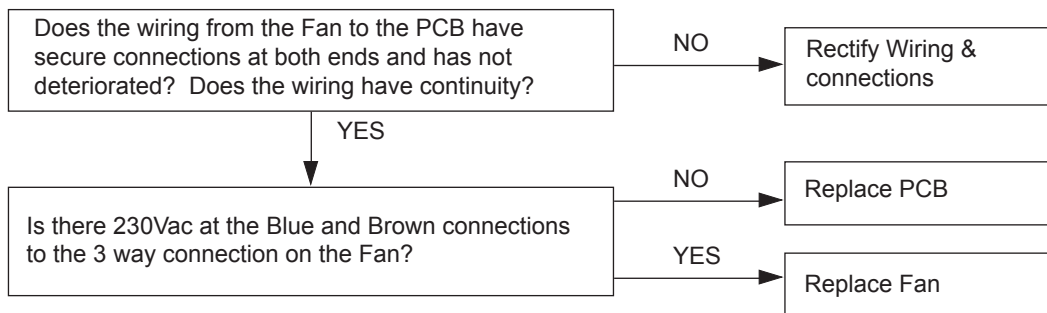 Does the wiring from the Fan to the PCB have
secure connections at both ends and has not
deteriorated? Does the wiring have continuity?
NO
Rectify Wiring &
connections
YES
Is there 230Vac at the Blue and Brown connections
to the 3 way connection on the Fan?
NO
Replace PCB
YES
Replace Fan